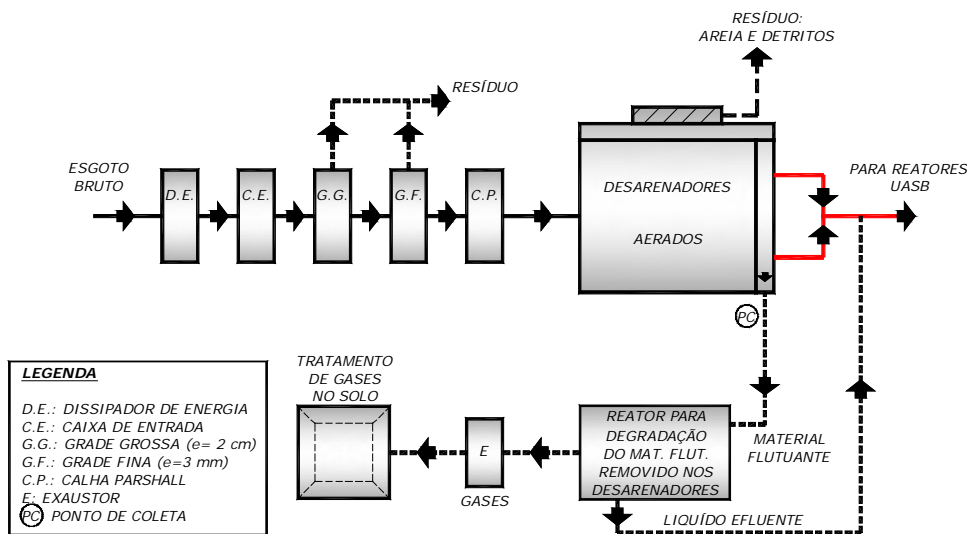 RESÍDUO:
AREIA E DETRITOS
RESÍDUO
ESGOTO
BRUTO
D.E.
C.E.
G.G.
G.F.
C.P.
DESARENADORES
AERADOS
PARA REATORES
UASB
PC
LEGENDA
D.E.: DISSIPADOR DE ENERGIA
C.E.: CAIXA DE ENTRADA
G.G.: GRADE GROSSA (e= 2 cm)
G.F.: GRADE FINA (e=3 mm)
C.P.: CALHA PARSHALL
E: EXAUSTOR
PC PONTO DE COLETA
TRATAMENTO
DE GASES
NO SOLO
E
GASES
REATOR PARA
DEGRADAÇÃO
DO MAT. FLUT.
REMOVIDO NOS
DESARENADORES
MATERIAL
FLUTUANTE
LIQUÍDO EFLUENTE